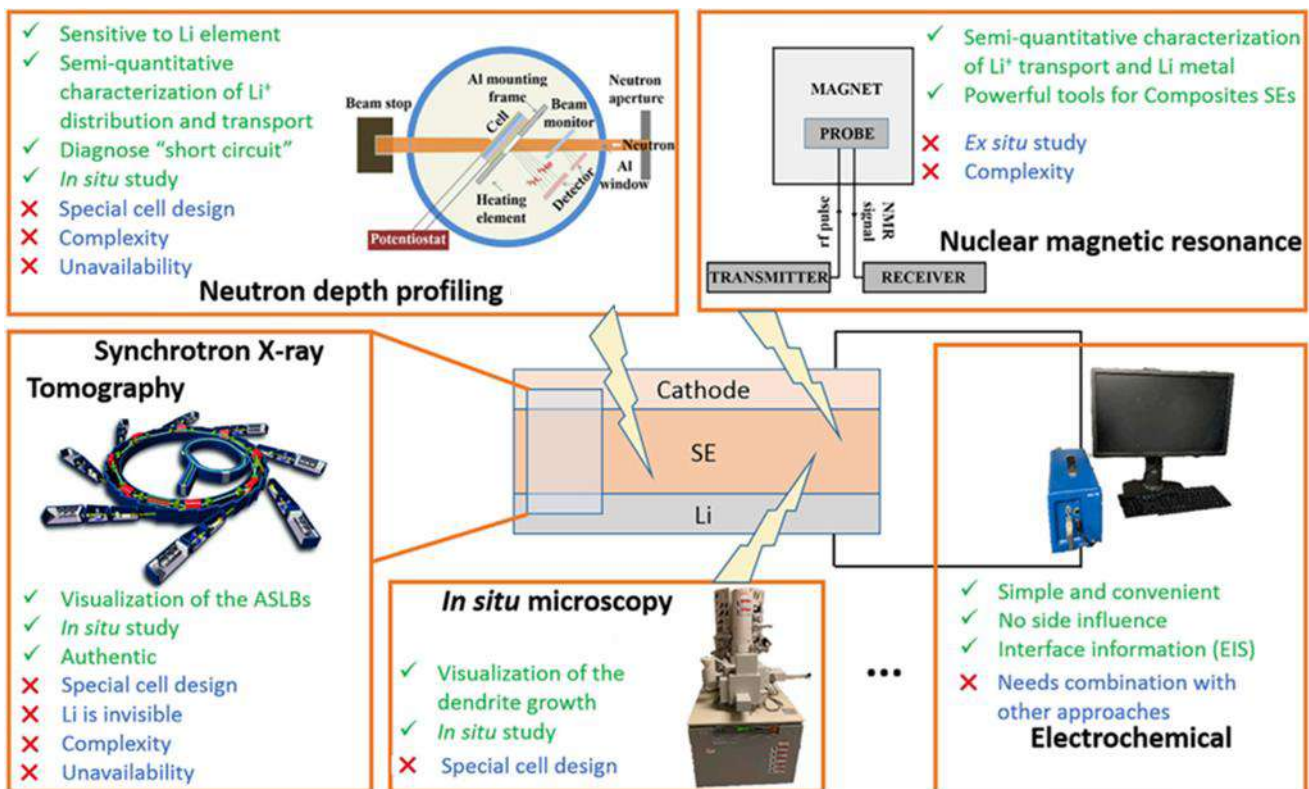 ✓ Sensitive to Li element
✓ Semi-quantitative
characterization of Li⁺
distribution and transport
✓ Diagnose “short circuit”
✓ In situ study
✗ Special cell design
✗ Complexity
✗ Unavailability
Beam stop
Al mounting
frame
Cell
Beam
monitor
Neutron
aperture
Neutron
Al
window
Detector
Heating
element
Potentiostat
Neutron depth profiling
MAGNET
PROBE
rf pulse
NMR
signal
TRANSMITTER
RECEIVER
✓ Semi-quantitative characterization
of Li⁺ transport and Li metal
✓ Powerful tools for Composites SEs
✗ Ex situ study
✗ Complexity
Nuclear magnetic resonance
Synchrotron X-ray
Tomography
✓ Visualization of the ASLBs
✓ In situ study
✓ Authentic
✗ Special cell design
✗ Li is invisible
✗ Complexity
✗ Unavailability
Cathode
SE
Li
In situ microscopy
✓ Visualization of the
dendrite growth
✓ In situ study
✗ Special cell design
...
✓ Simple and convenient
✓ No side influence
✓ Interface information (EIS)
✗ Needs combination with
other approaches
Electrochemical